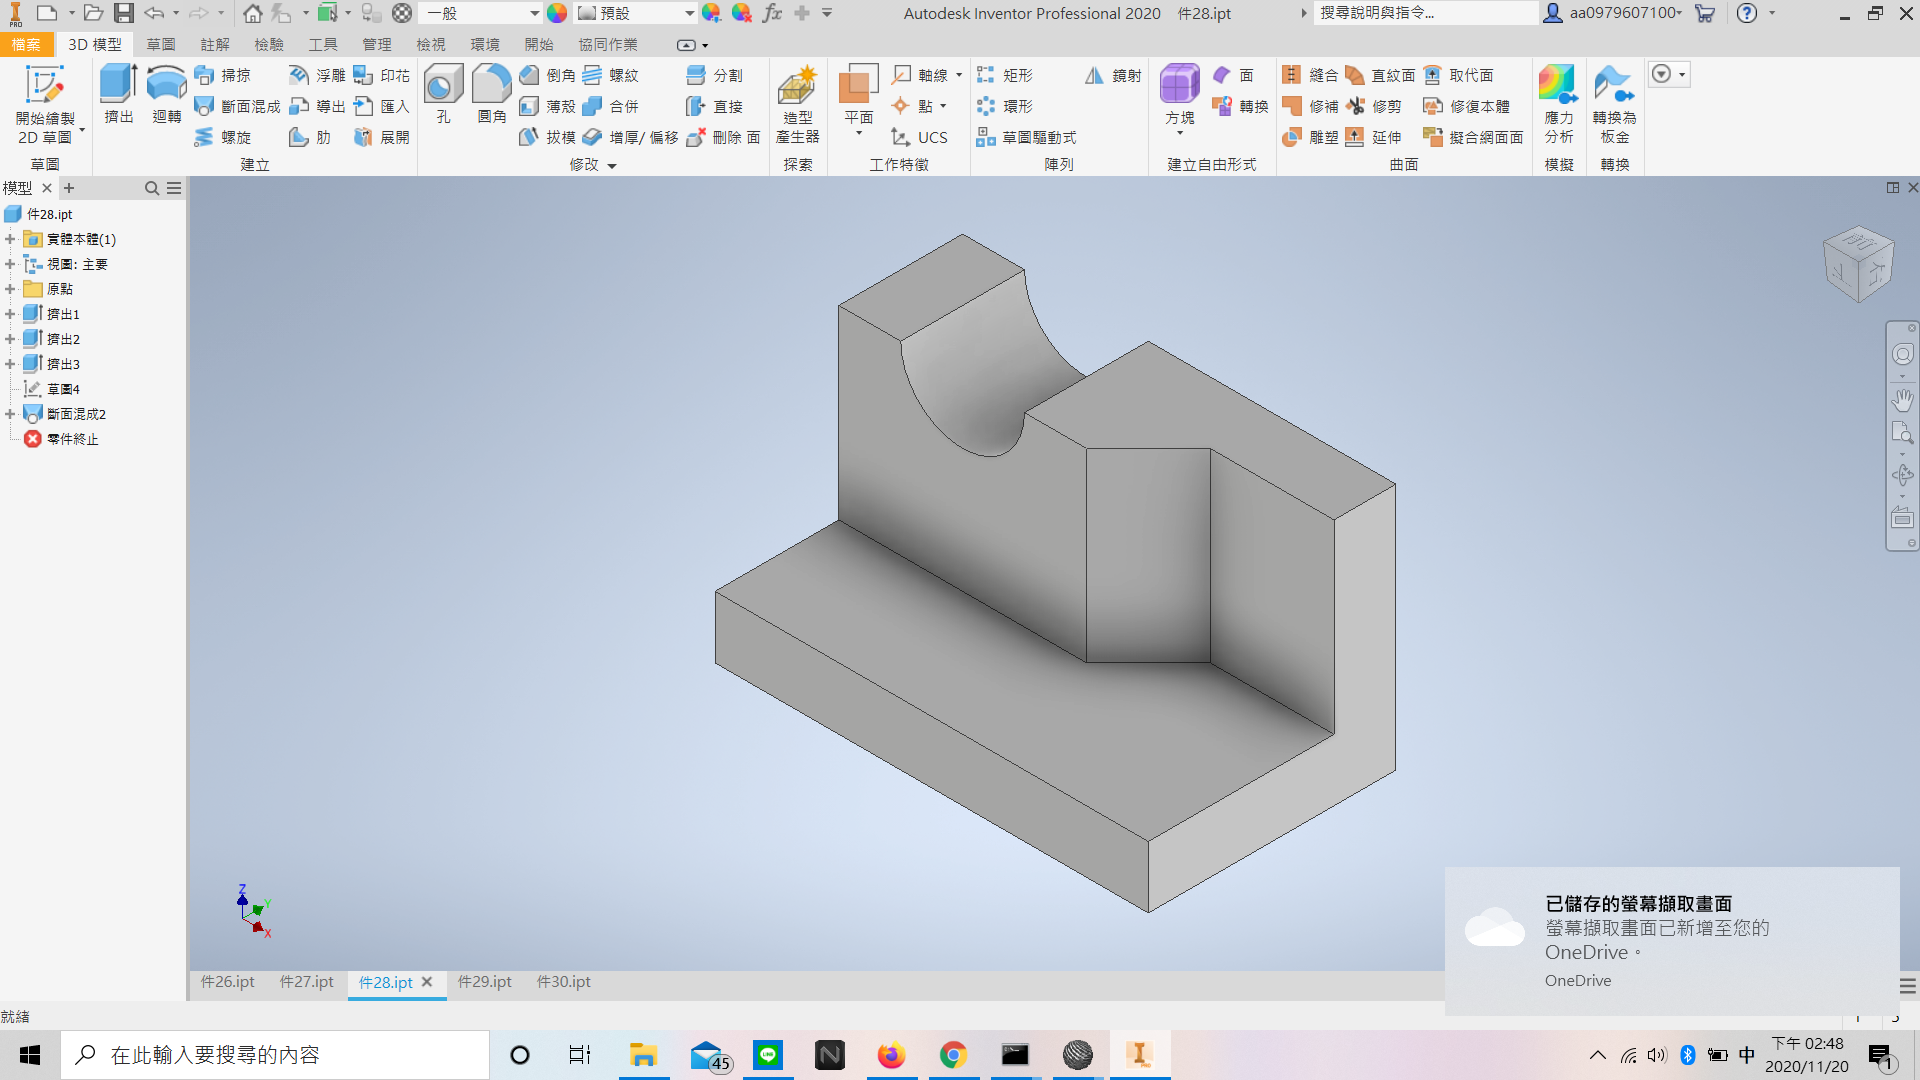 PRO
一般
預設
fx
Autodesk Inventor Professional 2020 件28.ipt
搜尋說明與指令...
aa0979607100
檔案
3D 模型
草圖
註解
檢驗
工具
管理
檢視
環境
開始
協同作業
開始繪製
2D 草圖
草圖
擠出
迴轉
掃掠
斷面混成
螺旋
浮雕
導出
肋
印花
匯入
展開
建立
孔
圓角
倒角
薄殼
拔模
螺紋
合併
增厚/ 偏移
分割
直接
刪除 面
修改
造型
產生器
探索
平面
軸線
點
UCS
工作特徵
矩形
環形
草圖驅動式
鏡射
陣列
方塊
面
轉換
建立自由形式
縫合
修補
雕塑
直紋面
修剪
延伸
取代面
修復本體
擬合網面面
曲面
應力
分析
模擬
轉換為
板金
轉換
模型
件28.ipt
實體本體(1)
視圖: 主要
原點
擠出1
擠出2
擠出3
草圖4
斷面混成2
零件終止
Z
Y
X
件26.ipt
件27.ipt
件28.ipt
件29.ipt
件30.ipt
已儲存的螢幕擷取畫面
螢幕擷取畫面已新增至您的
OneDrive。
OneDrive
就緒
在此輸入要搜尋的內容
45
LINE
N
PRO
中
下午 02:48
2020/11/20
1